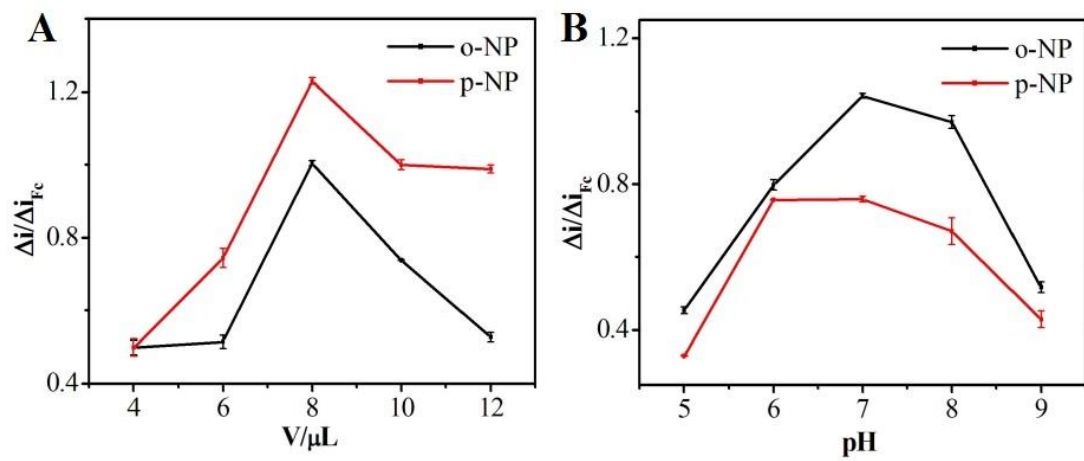 A
o-NP
p-NP
1.2
0.8
0.4
Δi/Δi_Fc
4 6 8 10 12
V/μL
B
o-NP
p-NP
1.2
0.8
0.4
Δi/Δi_Fc
5 6 7 8 9
pH